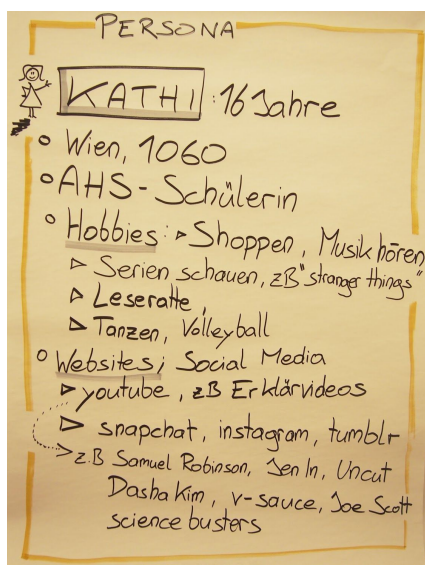 PERSONA
KATHI : 16 Jahre
Wien, 1060
AHS-Schülerin
Hobbies: ▹ Shoppen, Musik hören
▹ Serien schauen, zB "stranger things"
▹ Leseratte,
▹ Tanzen, Volleyball
Websites; Social Media
▹ youtube, zB Erklärvideos
▹ snapchat, instagram, tumblr
▹ z.B Samuel Robinson, Jen In, Uncut
Dasha Kim, v-sauce, Joe Scott
science busters